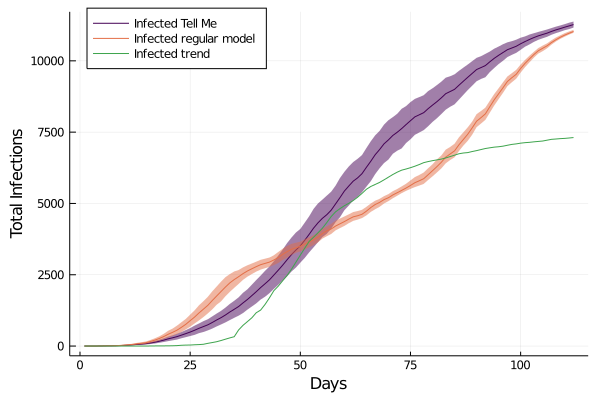 Infected Tell Me
Infected regular model
Infected trend
10000
7500
5000
2500
0
Total Infections
0 25 50 75 100
Days